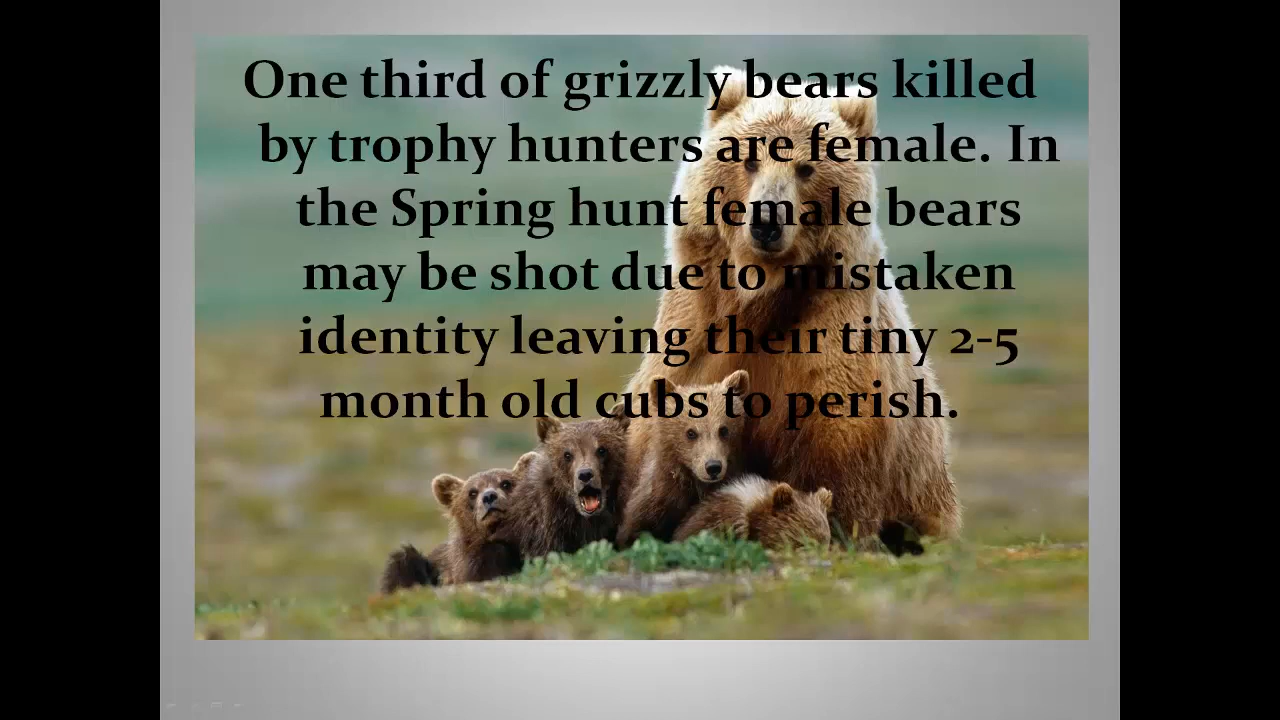 One third of grizzly bears killed
by trophy hunters are female. In
the Spring hunt female bears
may be shot due to mistaken
identity leaving their tiny 2-5
month old cubs to perish.